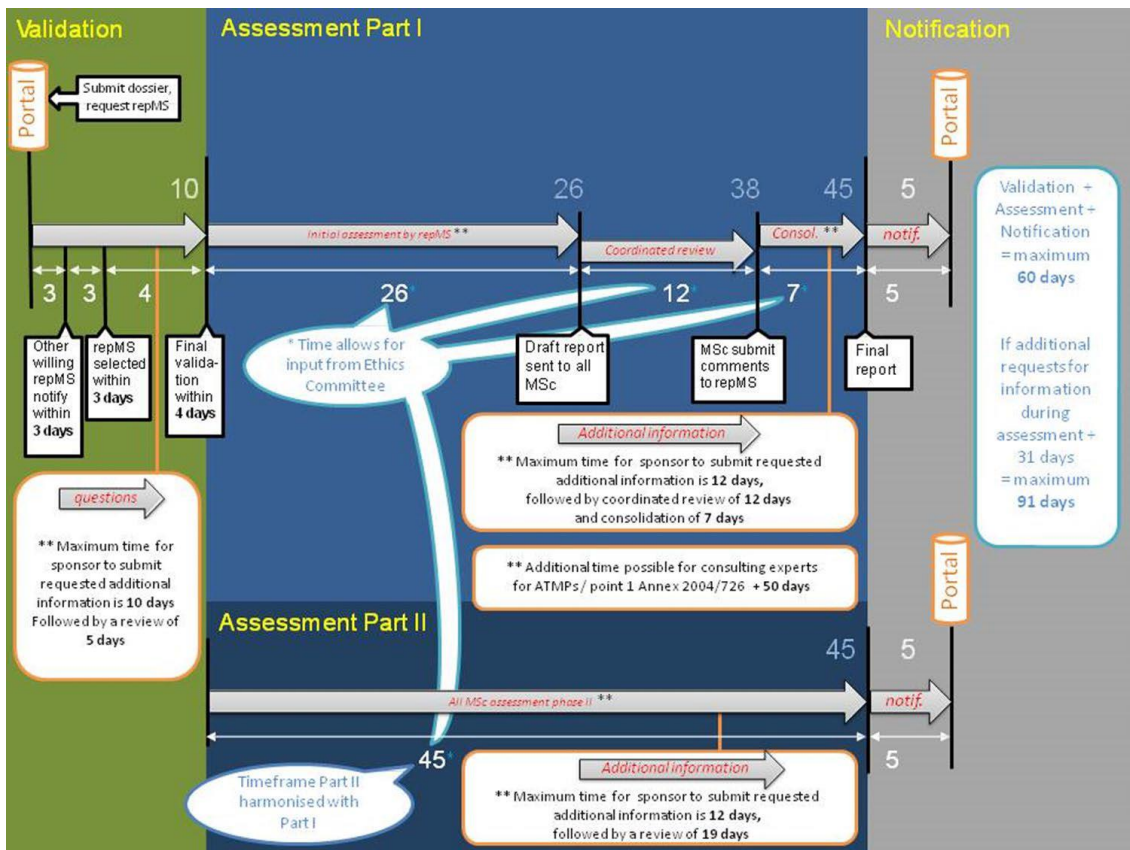 Validation
Assessment Part I
Notification
Portal
Submit dossier,
request repMS
Portal
10
26
38
45
5
Initial assessment by repMS **
Coordinated review
Consol. **
notif.
3
3
4
26*
12*
7*
5
Other
willing
repMS
notify within
3 days
repMS
selected
within
3 days
Final
valida-
tion
within
4 days
* Time allows for
input from Ethics
Committee
Draft report
sent to all
MSc
MSc submit
comments
to repMS
Final
report
Validation +
Assessment +
Notification
= maximum
60 days
If additional
requests for
information
during
assessment +
31 days
= maximum
91 days
questions
** Maximum time for
sponsor to submit
requested additional
information is 10 days
Followed by a review of
5 days
Additional information
** Maximum time for sponsor to submit requested
additional information is 12 days,
followed by coordinated review of 12 days
and consolidation of 7 days
** Additional time possible for consulting experts
for ATMPs / point 1 Annex 2004/726 + 50 days
Assessment Part II
Portal
45
5
All MSc assessment phase II **
notif.
45*
5
Timeframe Part II
harmonised with
Part I
Additional information
** Maximum time for sponsor to submit requested
additional information is 12 days,
followed by a review of 19 days